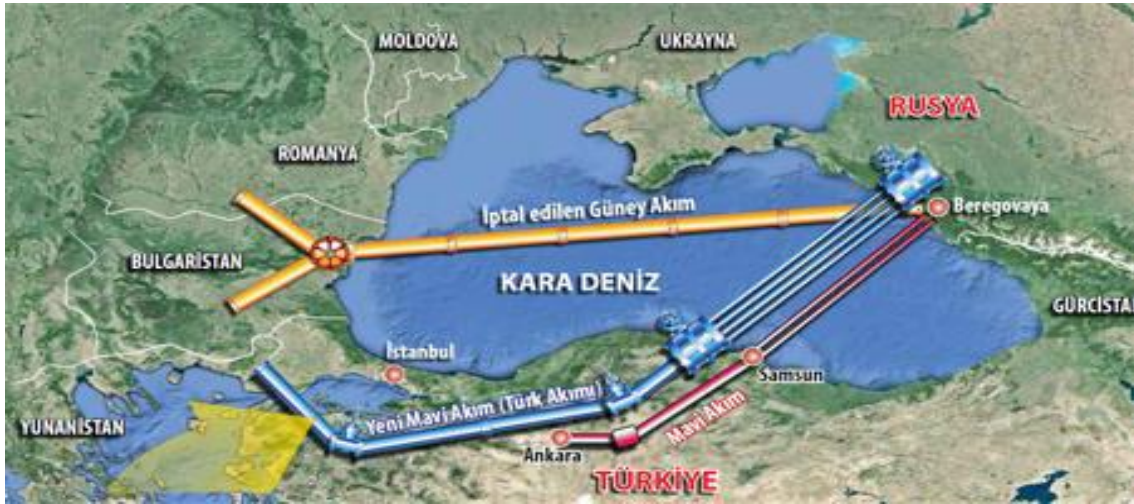 MOLDOVA
UKRAYNA
RUSYA
ROMANYA
İptal edilen Güney Akım
Beregovaya
BULGARİSTAN
KARA DENİZ
GÜRCİSTA
İstanbul
Samsun
Yeni Mavi Akım (Türk Akımı)
Mavi Akım
YUNANİSTAN
Ankara
TÜRKİYE